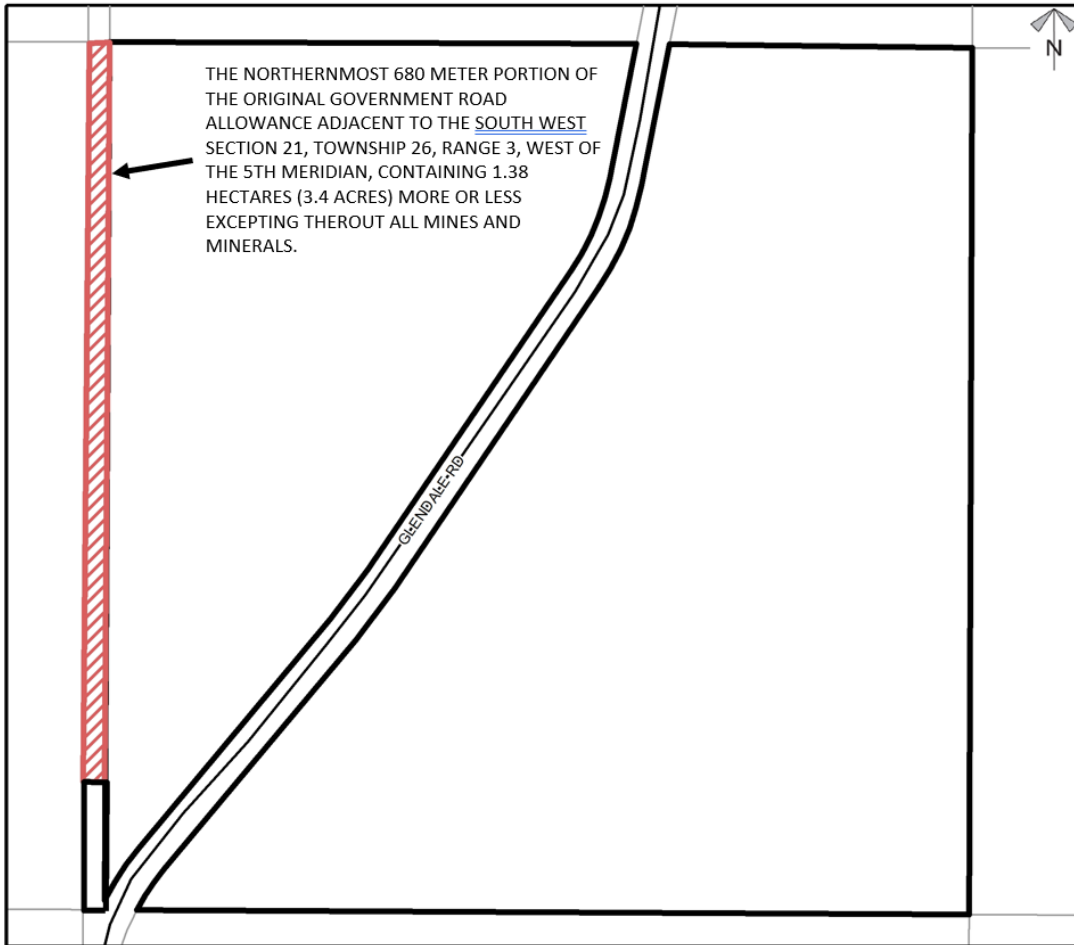 N
THE NORTHERNMOST 680 METER PORTION OF
THE ORIGINAL GOVERNMENT ROAD
ALLOWANCE ADJACENT TO THE SOUTH WEST
SECTION 21, TOWNSHIP 26, RANGE 3, WEST OF
THE 5TH MERIDIAN, CONTAINING 1.38
HECTARES (3.4 ACRES) MORE OR LESS
EXCEPTING THEROUT ALL MINES AND
MINERALS.
GLENDALE RD